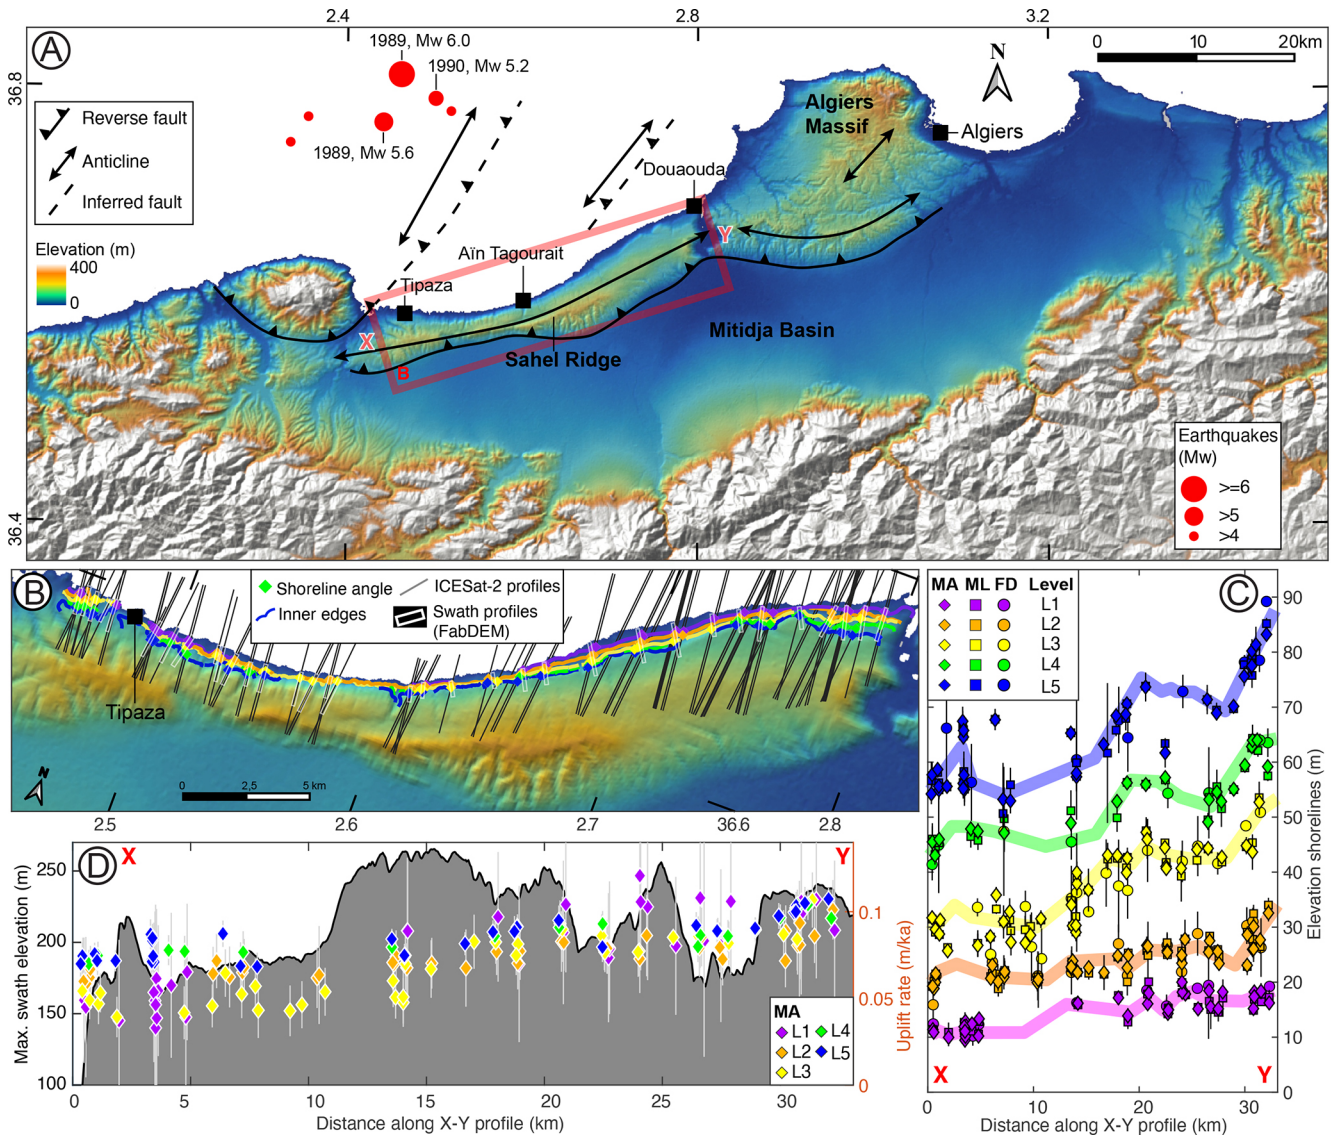 2.4
2.8
3.2
A
1989, Mw 6.0
1990, Mw 5.2
1989, Mw 5.6
N
0
10
20km
36.8
Reverse fault
Anticline
Inferred fault
Algiers
Massif
Algiers
Douaouda
Elevation (m)
400
0
Aïn Tagourait
Tipaza
Y
X
B
Sahel Ridge
Mitidja Basin
Earthquakes
(Mw)
>=6
>5
>4
36.4
B
Shoreline angle
ICESat-2 profiles
Inner edges
Swath profiles
(FabDEM)
Tipaza
N
0
2,5
5 km
2.5
2.6
2.7
36.6
2.8
C
MA ML FD Level
L1
L2
L3
L4
L5
90
80
70
60
50
40
30
20
10
0
Elevation shorelines (m)
X
Y
0
10
20
30
Distance along X-Y profile (km)
D
X
Y
250
200
150
100
Max. swath elevation (m)
0.1
0.05
0
Uplift rate (m/ka)
MA
L1 L4
L2 L5
L3
0
5
10
15
20
25
30
Distance along X-Y profile (km)